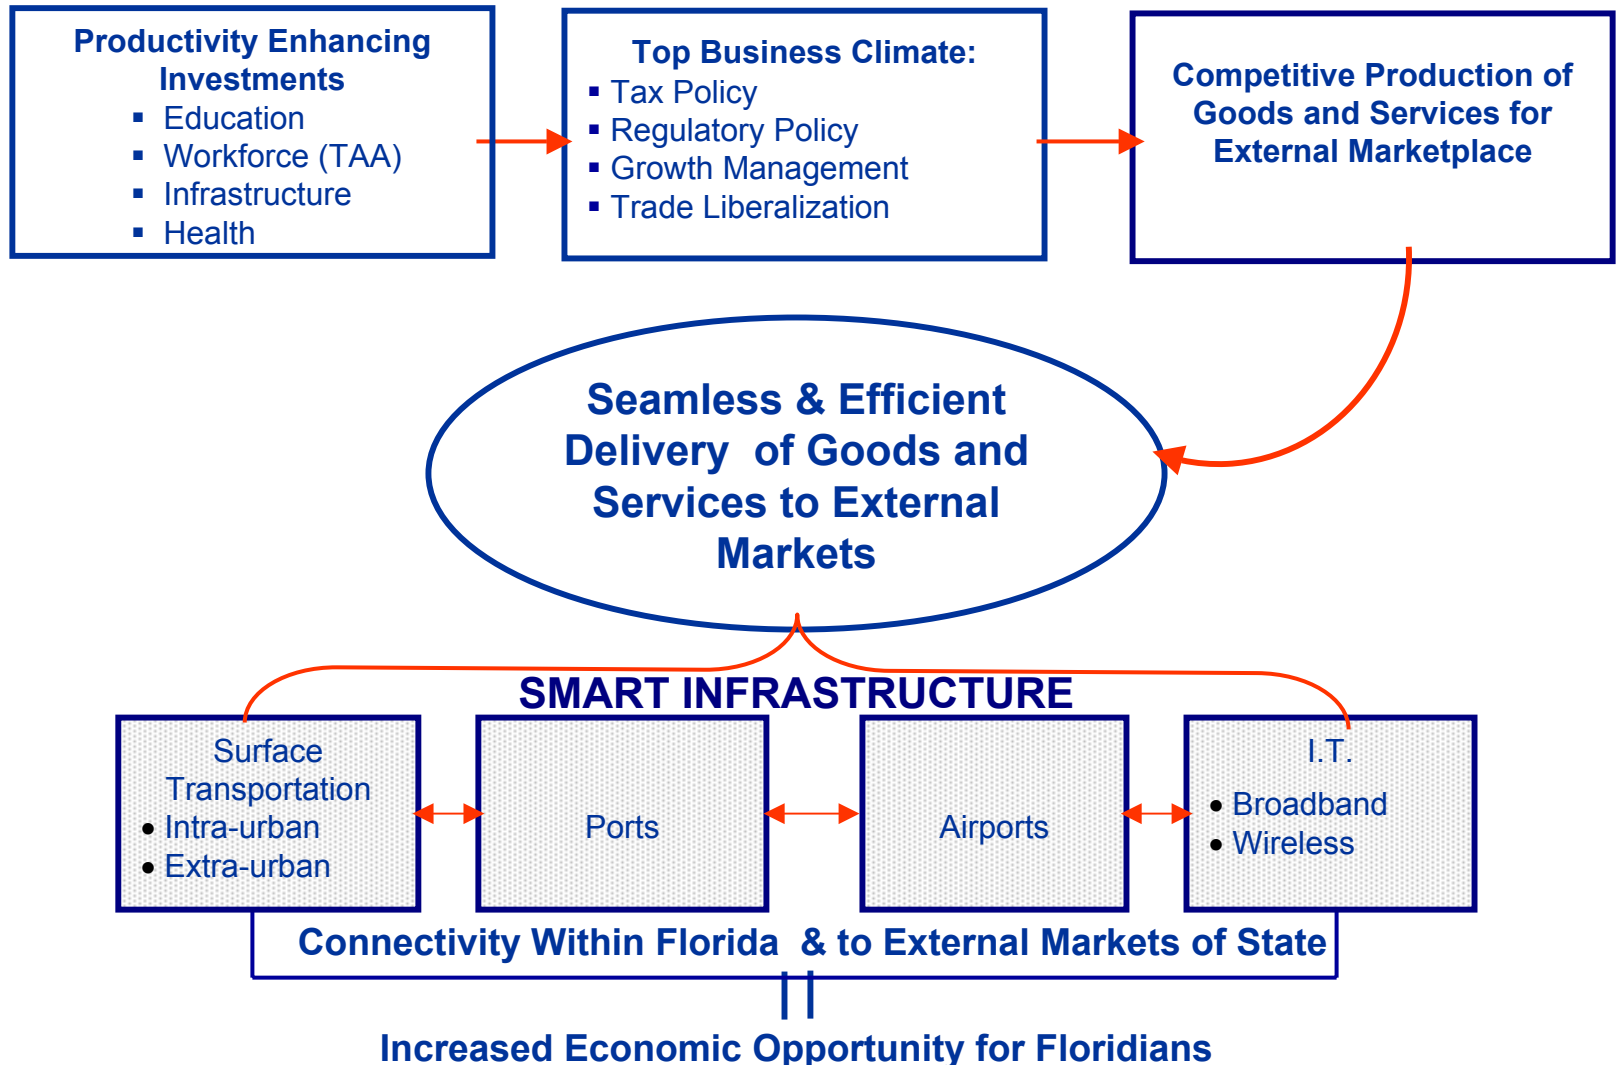 Productivity Enhancing
Investments
▪ Education
▪ Workforce (TAA)
▪ Infrastructure
▪ Health
Top Business Climate:
▪ Tax Policy
▪ Regulatory Policy
▪ Growth Management
▪ Trade Liberalization
Competitive Production of
Goods and Services for
External Marketplace
Seamless & Efficient
Delivery of Goods and
Services to External
Markets
SMART INFRASTRUCTURE
Surface
Transportation
• Intra-urban
• Extra-urban
Ports
Airports
I.T.
• Broadband
• Wireless
Connectivity Within Florida & to External Markets of State
Increased Economic Opportunity for Floridians